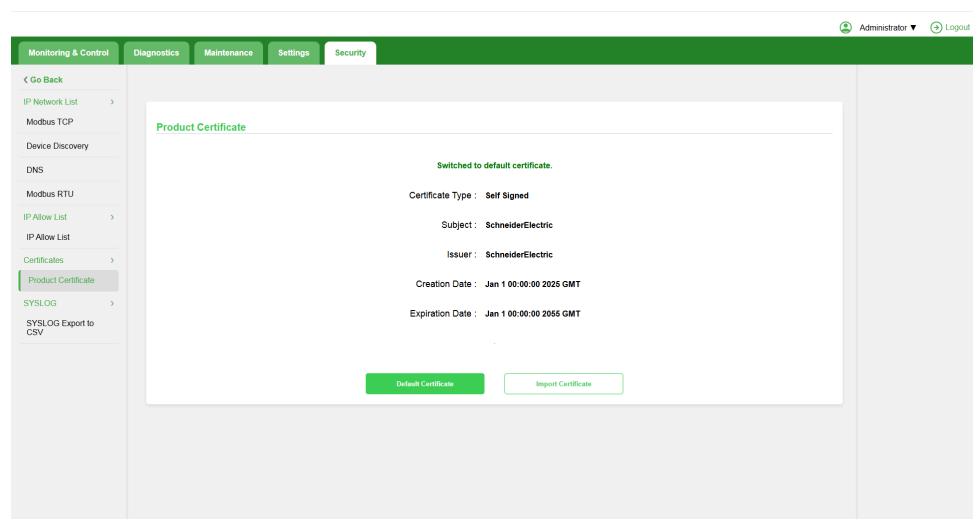 Administrator ▼ Logout
Monitoring & Control Diagnostics Maintenance Settings Security
Go Back
IP Network List
Modbus TCP
Device Discovery
DNS
Modbus RTU
IP Allow List
IP Allow List
Certificates
Product Certificate
SYSLOG
SYSLOG Export to
CSV
Product Certificate
Switched to default certificate.
Certificate Type : Self Signed
Subject : SchneiderElectric
Issuer : SchneiderElectric
Creation Date : Jan 1 00:00:00 2025 GMT
Expiration Date : Jan 1 00:00:00 2055 GMT
Default Certificate Import Certificate